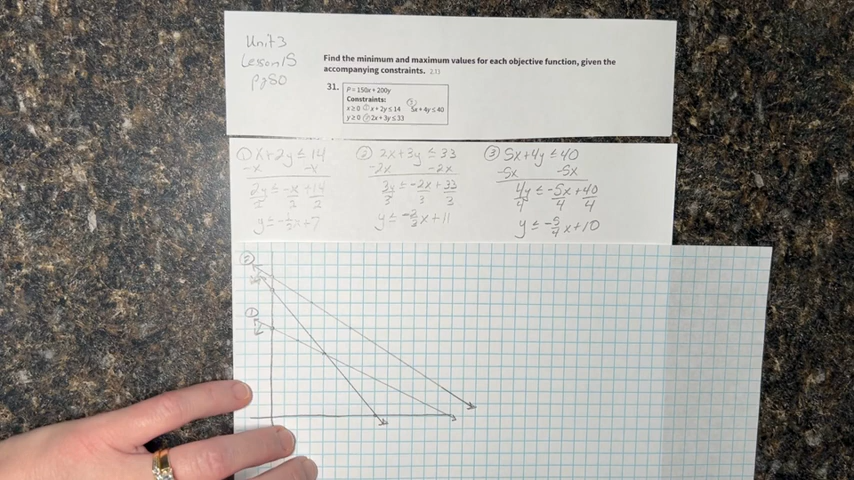 Unit 3
Lesson 15
pg 80
Find the minimum and maximum values for each objective function, given the
accompanying constraints. 2.13
31.
P = 150x + 200y
Constraints:
x ≥ 0 ① x + 2y ≤ 14 ③ 5x + 4y ≤ 40
y ≥ 0 ② 2x + 3y ≤ 33
① x+2y ≤ 14
-x -x
2y ≤ -x + 14
2 2 2
y ≤ -1/2x+7
② 2x+3y ≤ 33
-2x -2x
3y ≤ -2x + 33
3 3 3
y ≤ -2/3x+11
③ 5x+4y ≤ 40
-5x -5x
4y ≤ -5x+40
4 4 4
y ≤ -5/4x+10
①